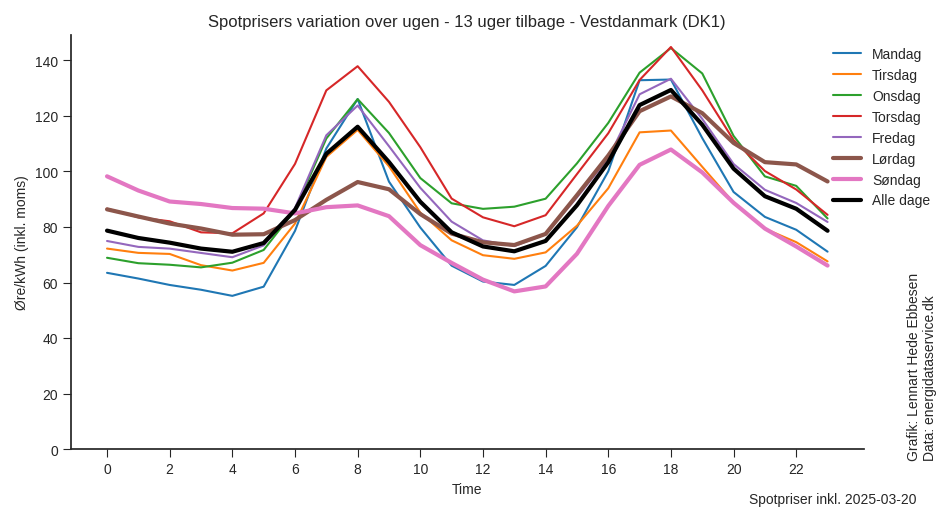 Spotprisers variation over ugen - 13 uger tilbage - Vestdanmark (DK1)
Øre/kWh (inkl. moms)
140
120
100
80
60
40
20
0
0 2 4 6 8 10 12 14 16 18 20 22
Time
Mandag
Tirsdag
Onsdag
Torsdag
Fredag
Lørdag
Søndag
Alle dage
Grafik: Lennart Hede Ebbesen
Data: energidataservice.dk
Spotpriser inkl. 2025-03-20